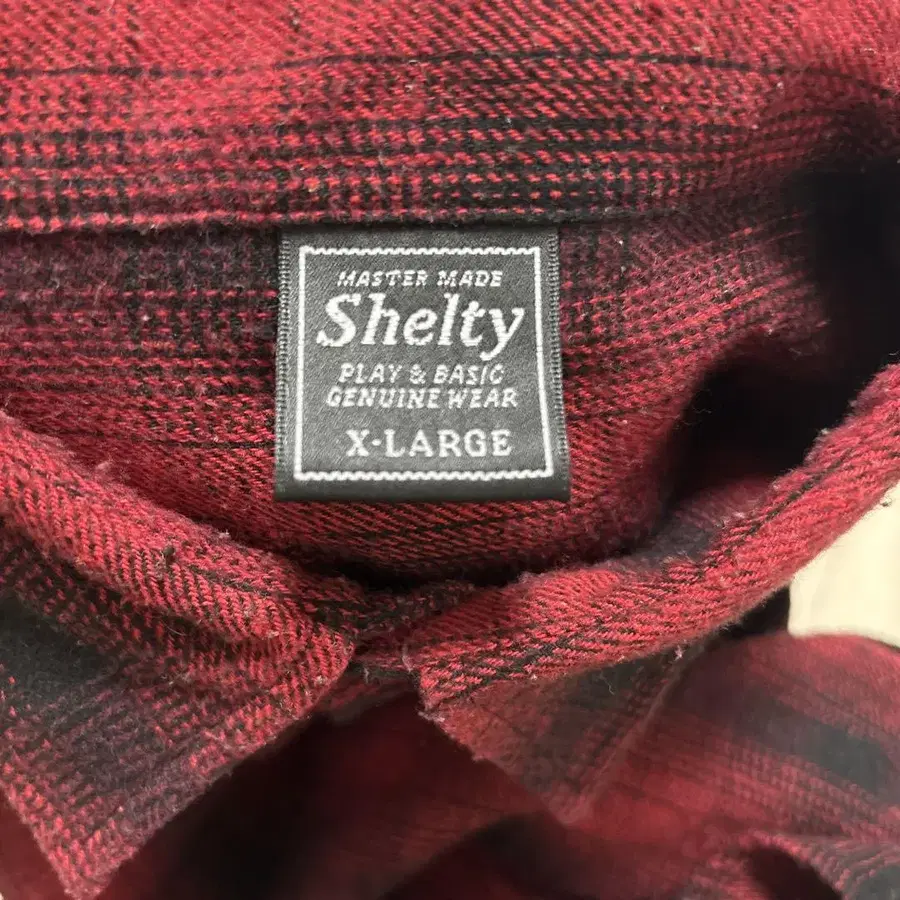 MASTER MADE
Shelty
PLAY & BASIC
GENUINE WEAR
X-LARGE